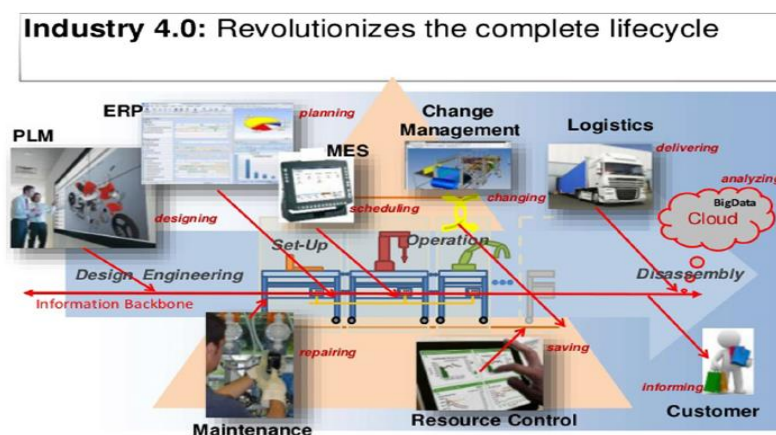 Industry 4.0: Revolutionizes the complete lifecycle
ERP
planning
Change
Management
Logistics
PLM
MES
delivering
analyzing
BigData
Cloud
designing
scheduling
changing
Set-Up
Operation
Design Engineering
Disassembly
Information Backbone
repairing
saving
informing
Maintenance
Resource Control
Customer